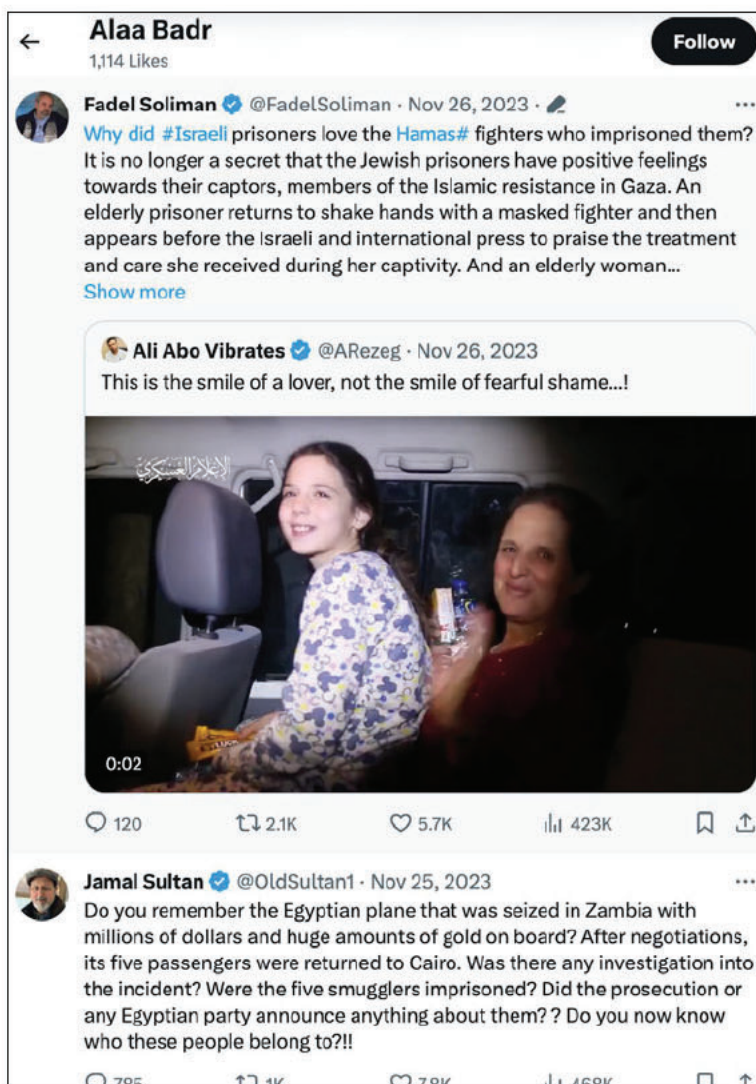 Alaa Badr
1,114 Likes
Follow
Fadel Soliman @FadelSoliman · Nov 26, 2023 ·
Why did #Israeli prisoners love the Hamas# fighters who imprisoned them?
It is no longer a secret that the Jewish prisoners have positive feelings
towards their captors, members of the Islamic resistance in Gaza. An
elderly prisoner returns to shake hands with a masked fighter and then
appears before the Israeli and international press to praise the treatment
and care she received during her captivity. And an elderly woman...
Show more
Ali Abo Vibrates @ARezeg · Nov 26, 2023
This is the smile of a lover, not the smile of fearful shame...!
الإعلام العسكري
0:02
120 2.1K 5.7K 423K
Jamal Sultan @OldSultan1 · Nov 25, 2023
Do you remember the Egyptian plane that was seized in Zambia with
millions of dollars and huge amounts of gold on board? After negotiations,
its five passengers were returned to Cairo. Was there any investigation into
the incident? Were the five smugglers imprisoned? Did the prosecution or
any Egyptian party announce anything about them? ? Do you now know
who these people belong to?!!
785 1K 7.8K 468K